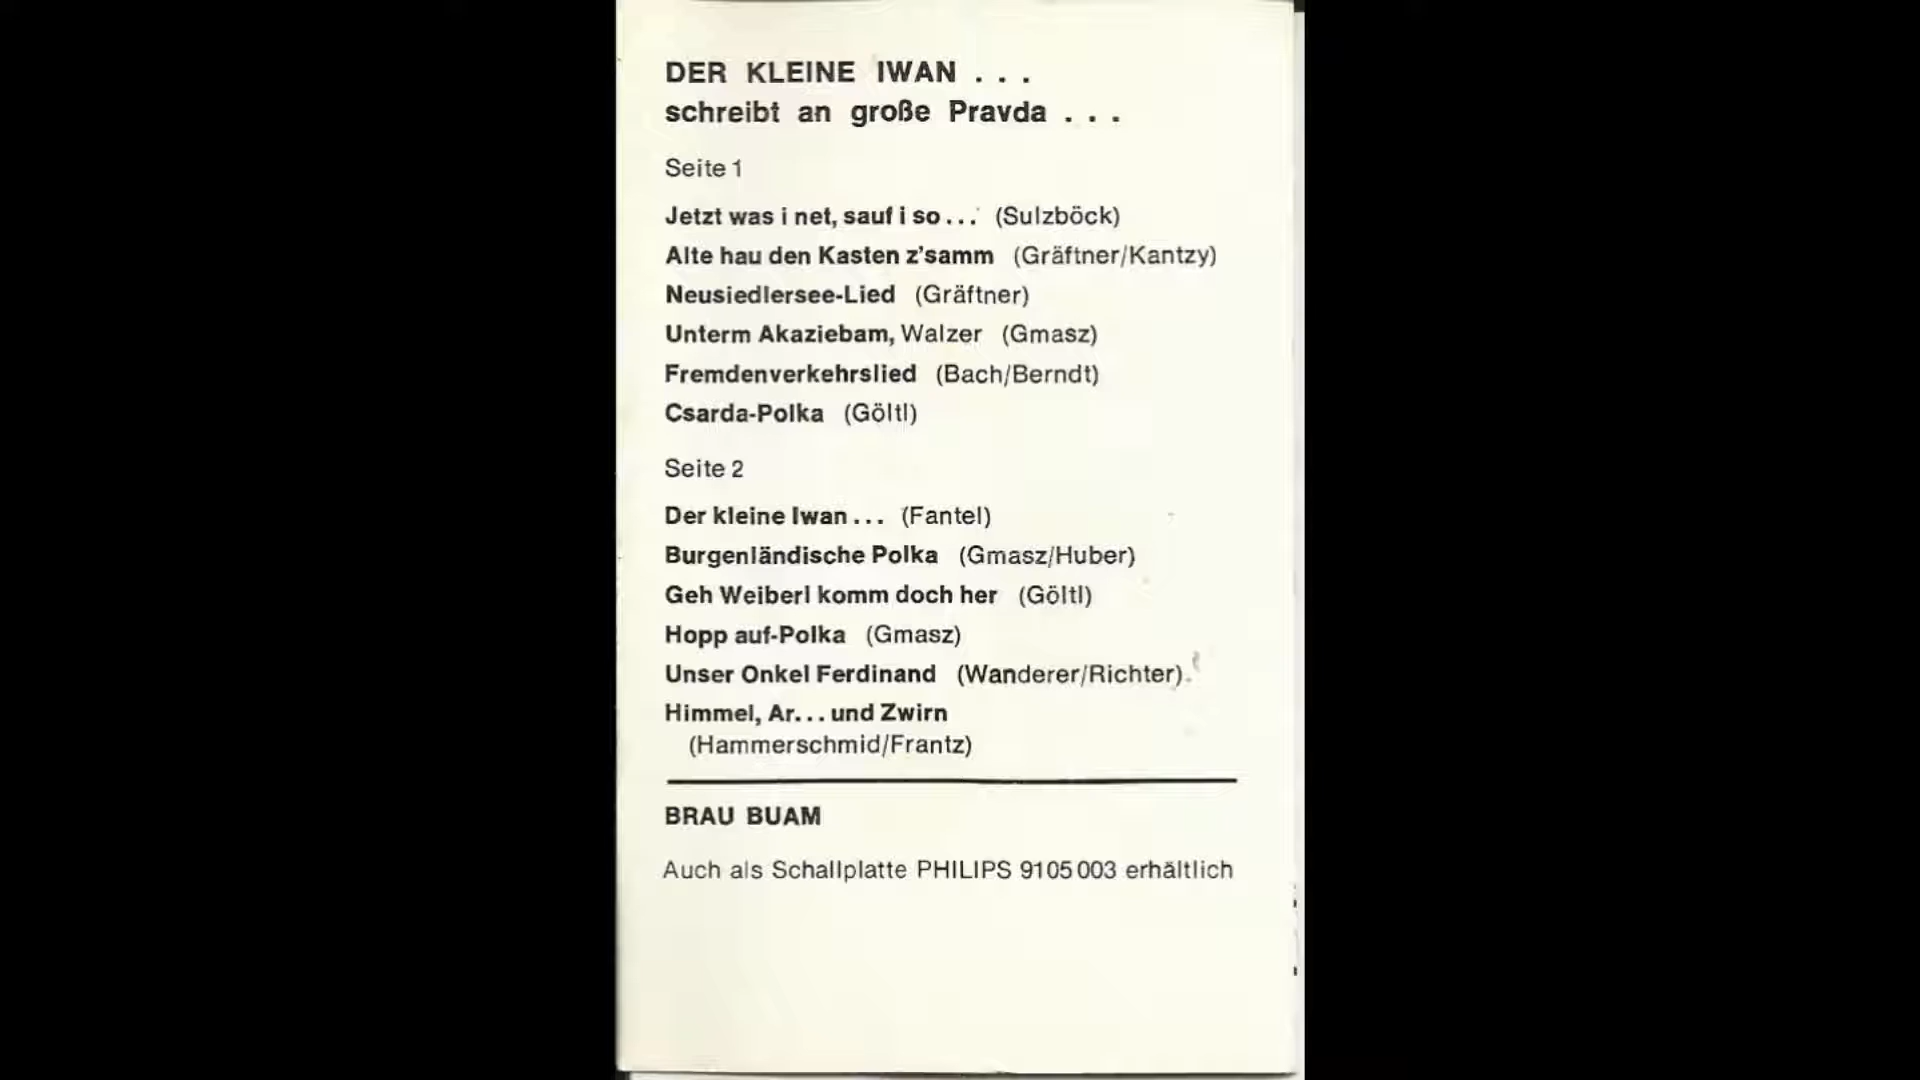 DER KLEINE IWAN . . .
schreibt an große Pravda . . .
Seite 1
Jetzt was i net, sauf i so . . . (Sulzböck)
Alte hau den Kasten z'samm (Gräftner/Kantzy)
Neusiedlersee-Lied (Gräftner)
Unterm Akaziebam, Walzer (Gmasz)
Fremdenverkehrslied (Bach/Berndt)
Csarda-Polka (Göltl)
Seite 2
Der kleine Iwan . . . (Fantel)
Burgenländische Polka (Gmasz/Huber)
Geh Weiberl komm doch her (Göltl)
Hopp auf-Polka (Gmasz)
Unser Onkel Ferdinand (Wanderer/Richter)
Himmel, Ar. . . und Zwirn
(Hammerschmid/Frantz)
BRAU BUAM
Auch als Schallplatte PHILIPS 9105 003 erhältlich